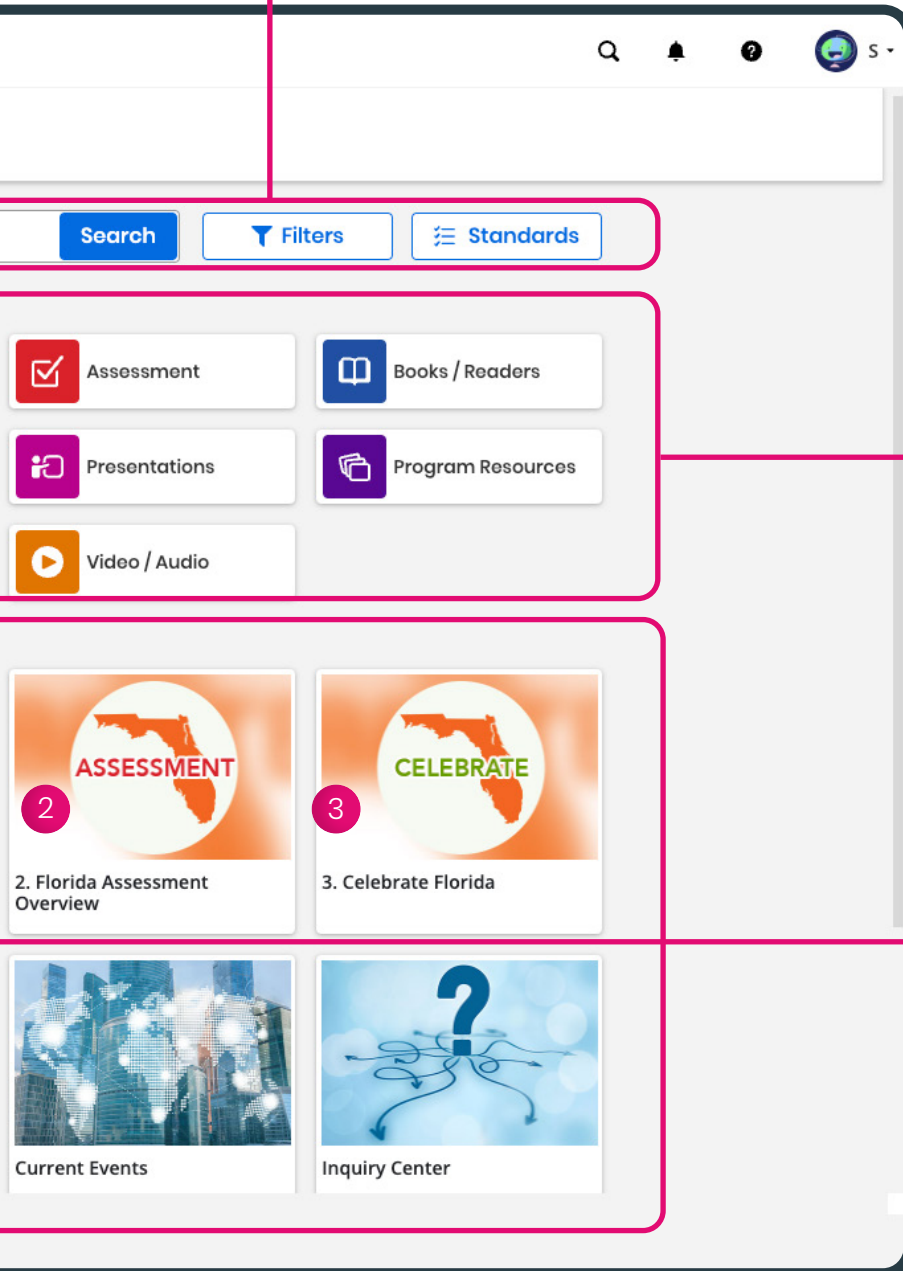 S
Search
Filters
Standards
Assessment
Books / Readers
Presentations
Program Resources
Video / Audio
ASSESSMENT
2
2. Florida Assessment
Overview
CELEBRATE
3
3. Celebrate Florida
Current Events
Inquiry Center